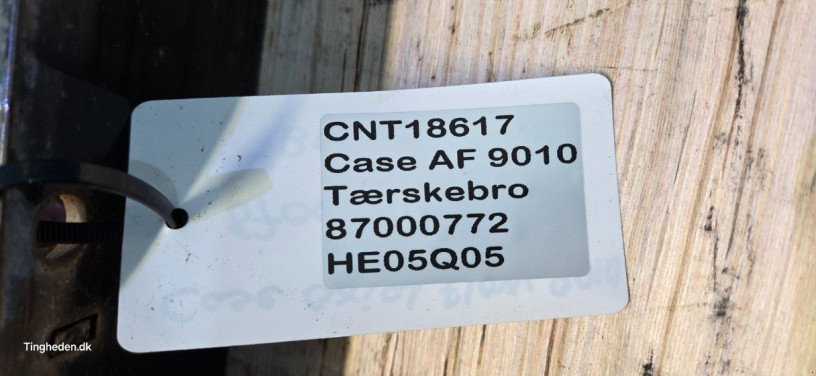 CNT18617
Case AF 9010
Tærskebro
87000772
HE05Q05
Tingheden.dk